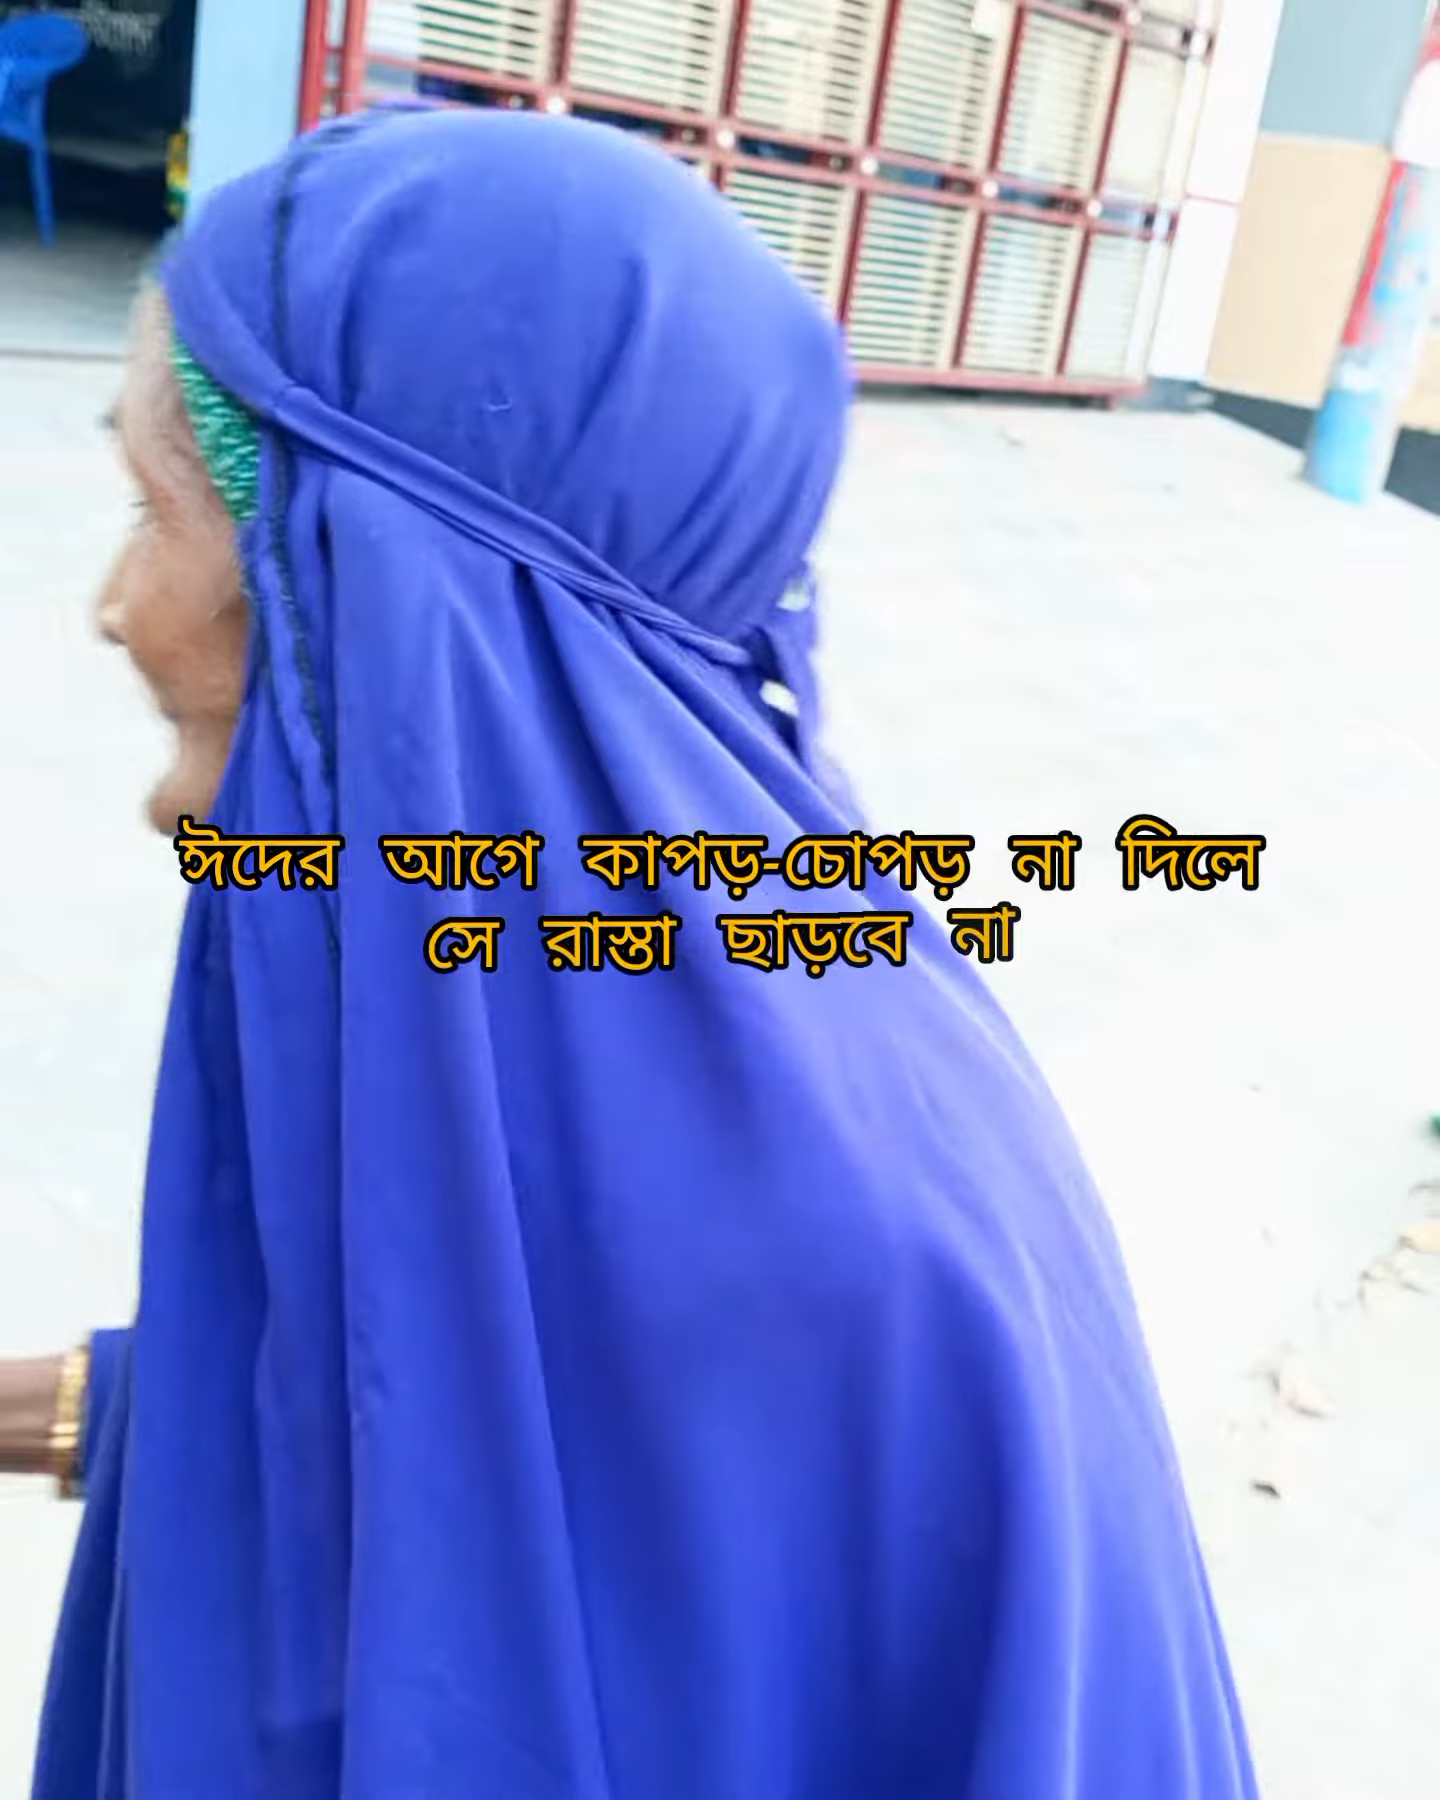 ঈদের আগে কাপড়-চোপড় না দিলে
সে রাস্তা ছাড়বে না